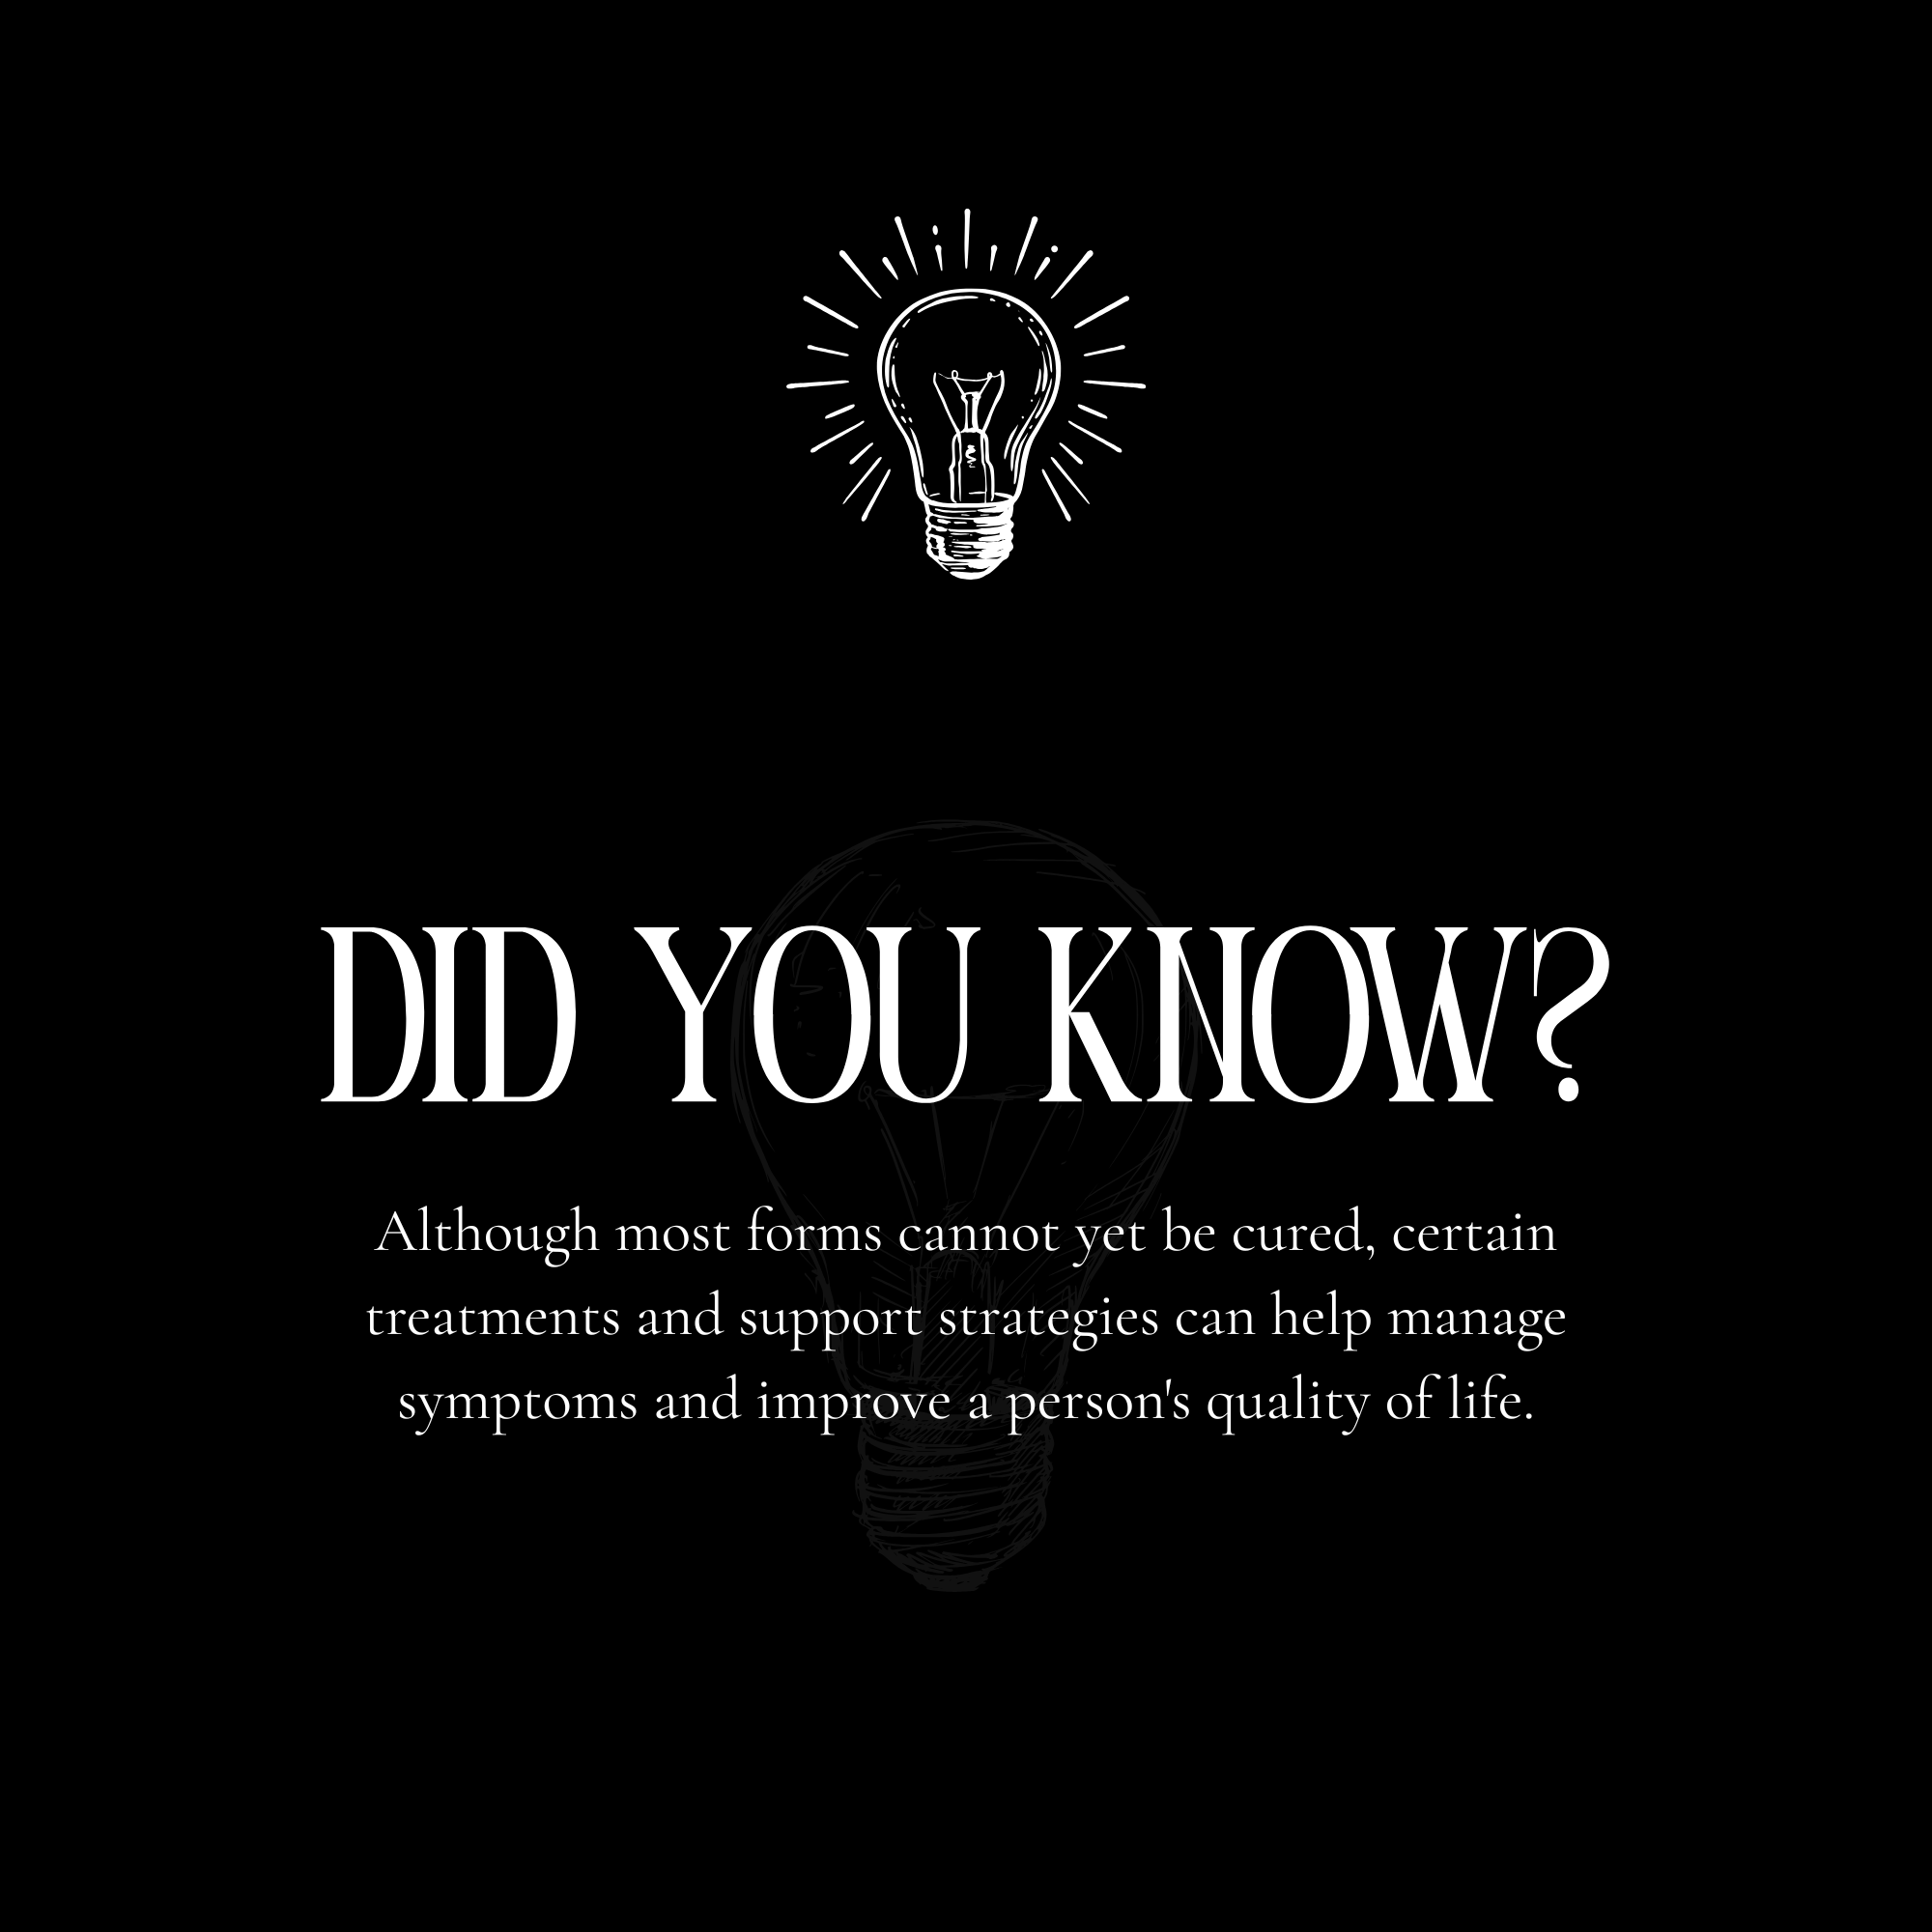 DID YOU KNOW?
Although most forms cannot yet be cured, certain
treatments and support strategies can help manage
symptoms and improve a person's quality of life.